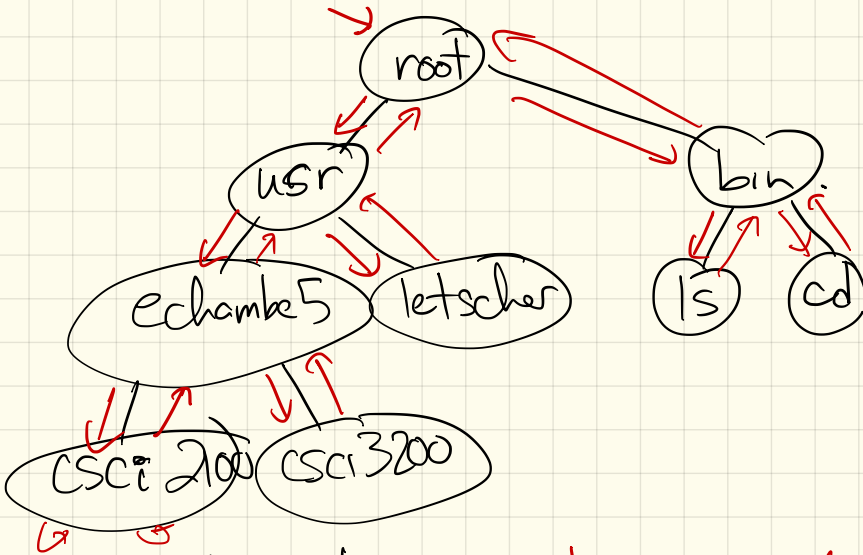 root
usr
bin.
echambe5
letscher
ls
cd
csci 2100
csci 3200